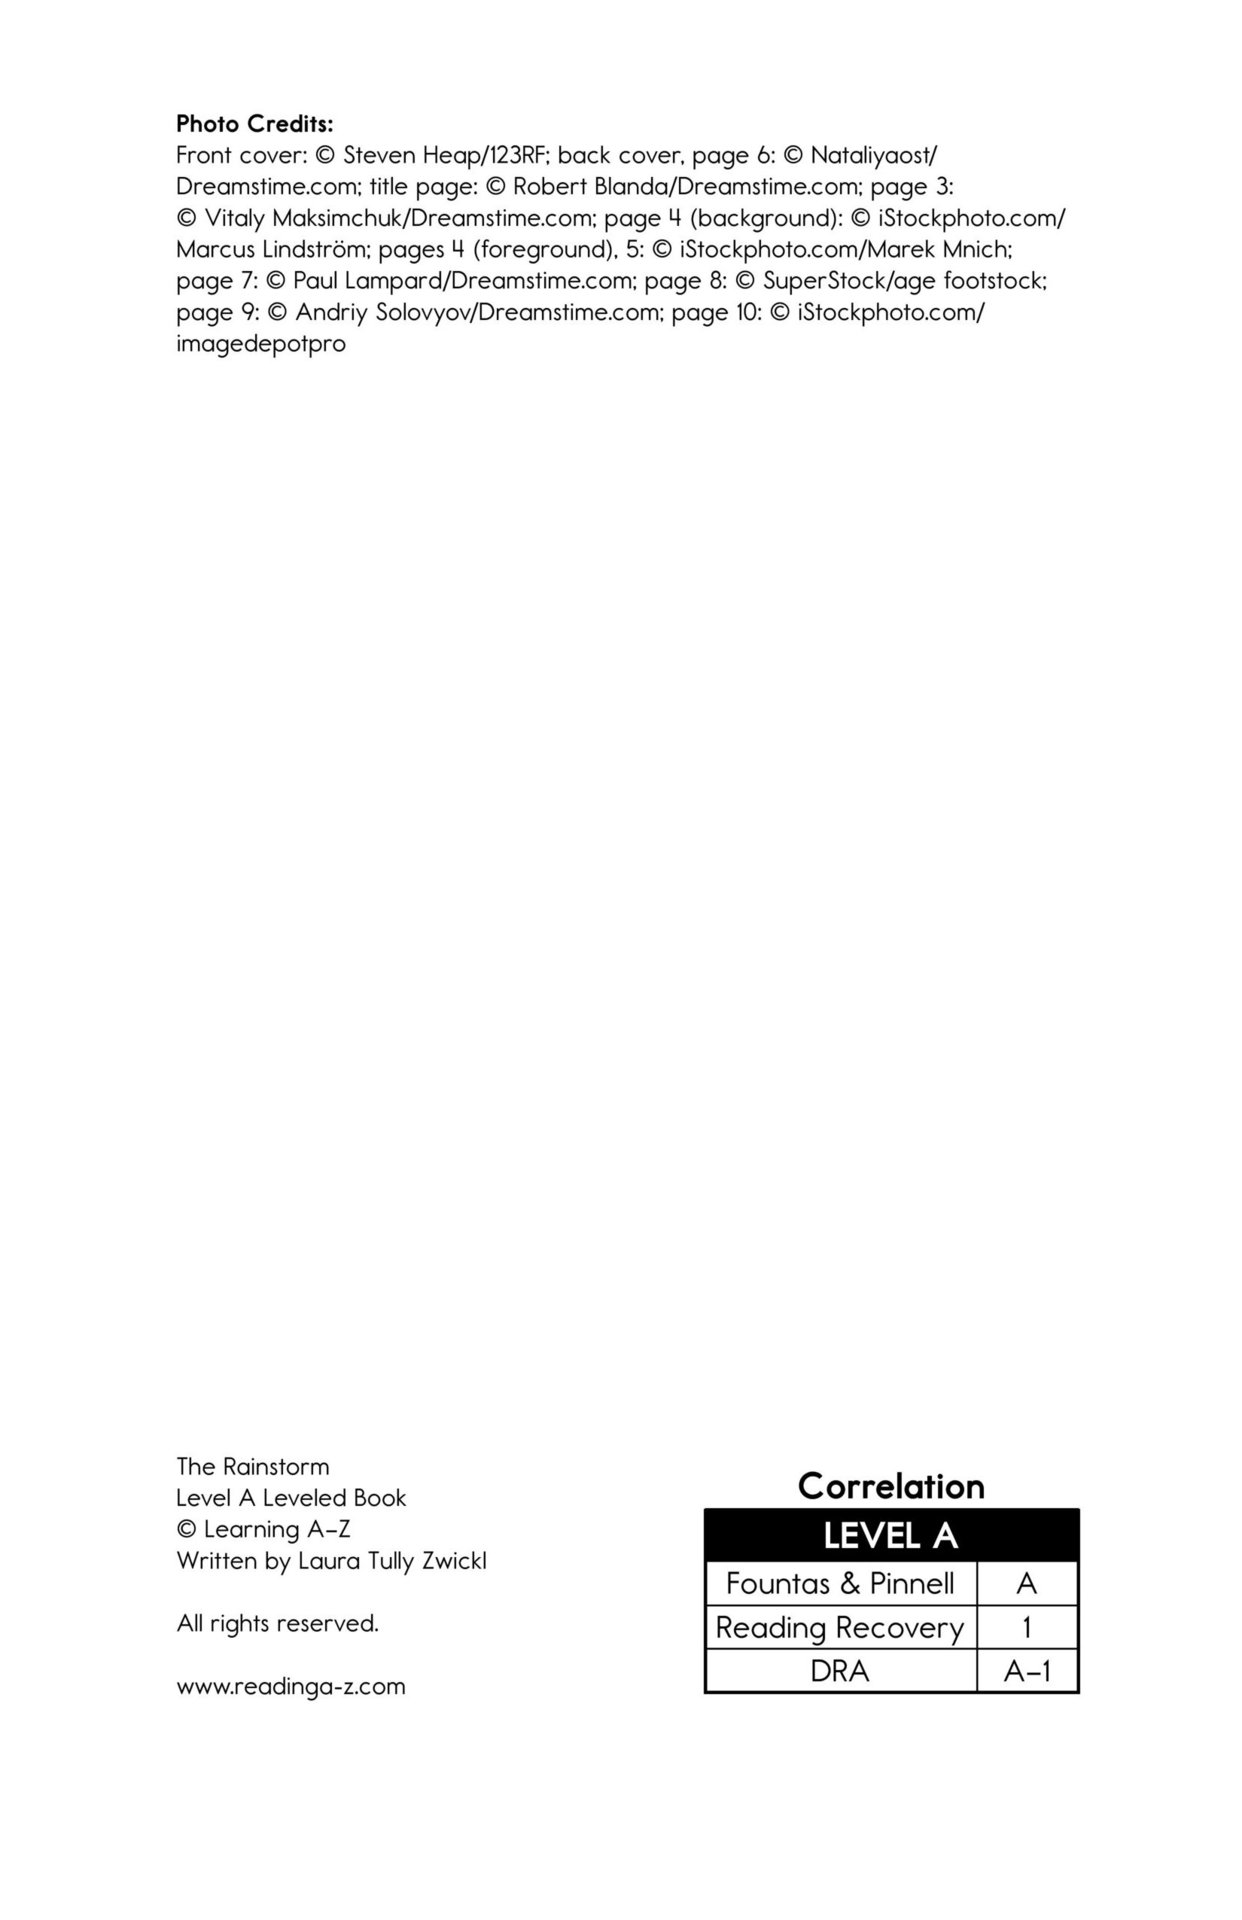 Photo Credits:
Front cover: © Steven Heap/123RF; back cover, page 6: © Nataliyaost/
Dreamstime.com; title page: © Robert Blanda/Dreamstime.com; page 3:
© Vitaly Maksimchuk/Dreamstime.com; page 4 (background): © iStockphoto.com/
Marcus Lindström; pages 4 (foreground), 5: © iStockphoto.com/Marek Mnich;
page 7: © Paul Lampard/Dreamstime.com; page 8: © SuperStock/age footstock;
page 9: © Andriy Solovyov/Dreamstime.com; page 10: © iStockphoto.com/
imagedepotpro
The Rainstorm
Level A Leveled Book
© Learning A–Z
Written by Laura Tully Zwickl
All rights reserved.
www.readinga-z.com
Correlation
LEVEL A
Fountas & Pinnell A
Reading Recovery 1
DRA A–1